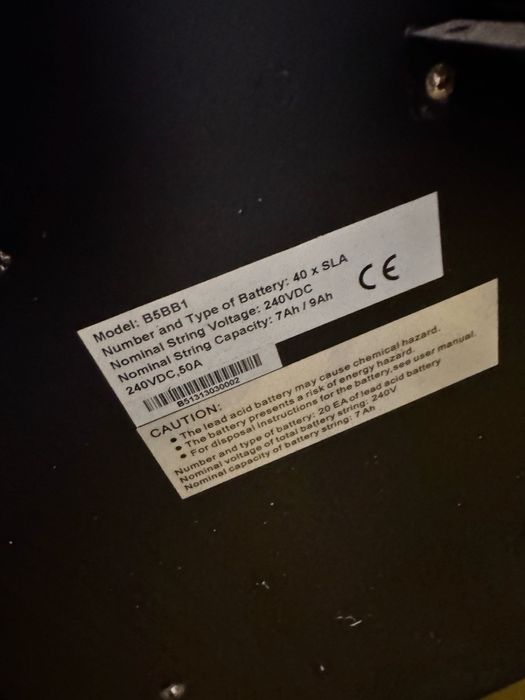 Model: B5BB1
Number and Type of Battery: 40 x SLA
Nominal String Voltage: 240VDC
Nominal String Capacity: 7Ah / 9Ah
240VDC,50A
CE
B51313030002
CAUTION:
• The lead acid battery may cause chemical hazard.
• The battery presents a risk of energy hazard.
• For disposal instructions for the battery, see user manual.
Number and type of battery: 20 EA of lead acid battery
Nominal voltage of total battery string: 240V
Nominal capacity of battery string: 7Ah